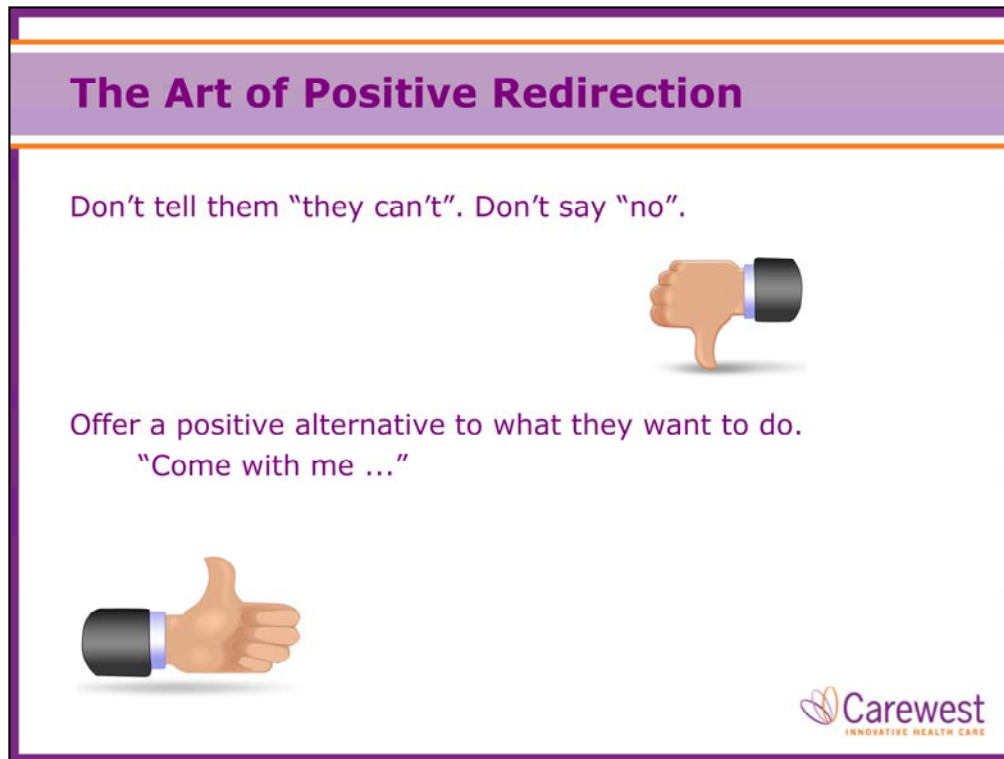 The Art of Positive Redirection
Don’t tell them “they can’t”. Don’t say “no”.
Offer a positive alternative to what they want to do.
“Come with me ...”
Carewest
INNOVATIVE HEALTH CARE